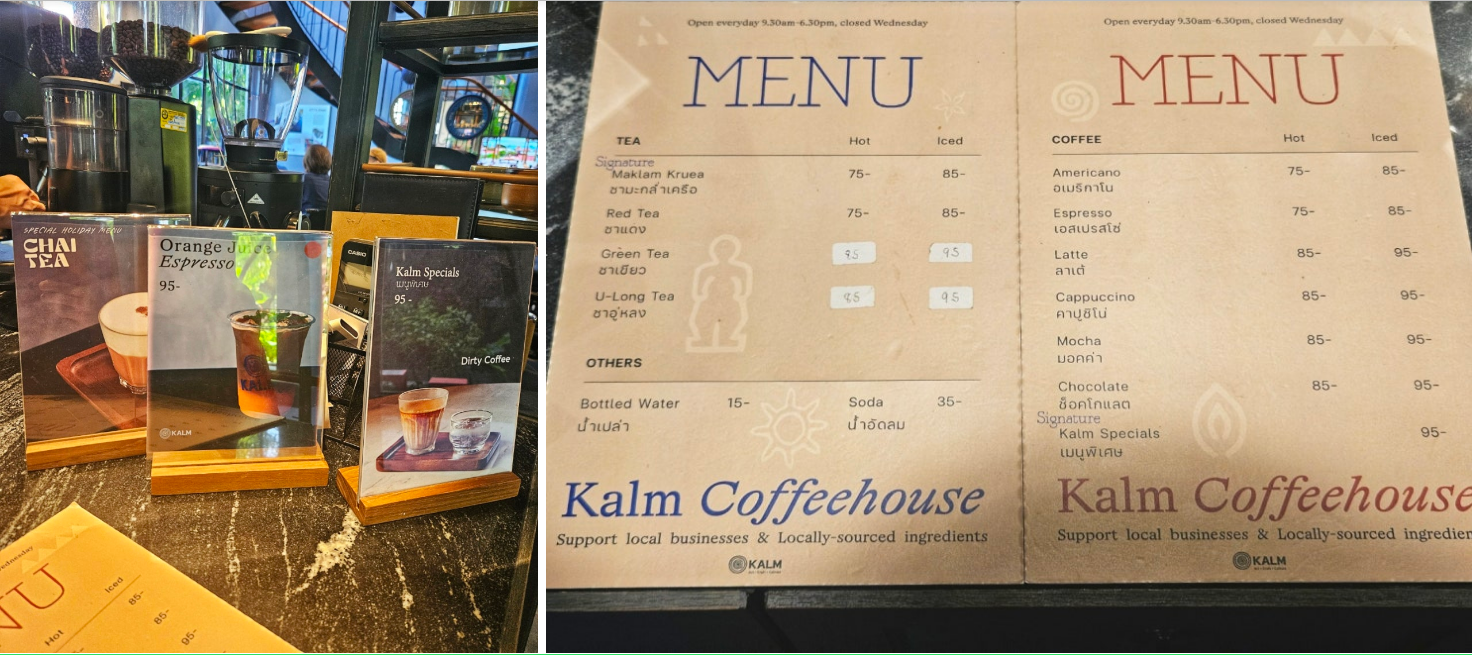 SPECIAL HOLIDAY MENU
CHAI
TEA
Orange Juice
Espresso
95-
KALM
CASIO
Kalm Specials
เมนูพิเศษ
95 -
Dirty Coffee
KALM
Wednesday
NU
Hot Iced
85-
85-
95-
Open everyday 9.30am-6.30pm, closed Wednesday
MENU
TEA Hot Iced
Signature
Maklam Kruea 75- 85-
ชามะกล่ำเครือ
Red Tea 75- 85-
ชาแดง
Green Tea 85 95
ชาเขียว
U-Long Tea 85 95
ชาอู่หลง
OTHERS
Bottled Water 15- Soda 35-
น้ำเปล่า น้ำอัดลม
Kalm Coffeehouse
Support local businesses & Locally-sourced ingredients
KALM
Open everyday 9.30am-6.30pm, closed Wednesday
MENU
COFFEE Hot Iced
Americano 75- 85-
อเมริกาโน
Espresso 75- 85-
เอสเปรสโซ่
Latte 85- 95-
ลาเต้
Cappuccino 85- 95-
คาปูชิโน่
Mocha 85- 95-
มอคค่า
Chocolate 85- 95-
ช็อคโกแลต
Signature
Kalm Specials 95-
เมนูพิเศษ
Kalm Coffeehouse
Support local businesses & Locally-sourced ingredien
KALM